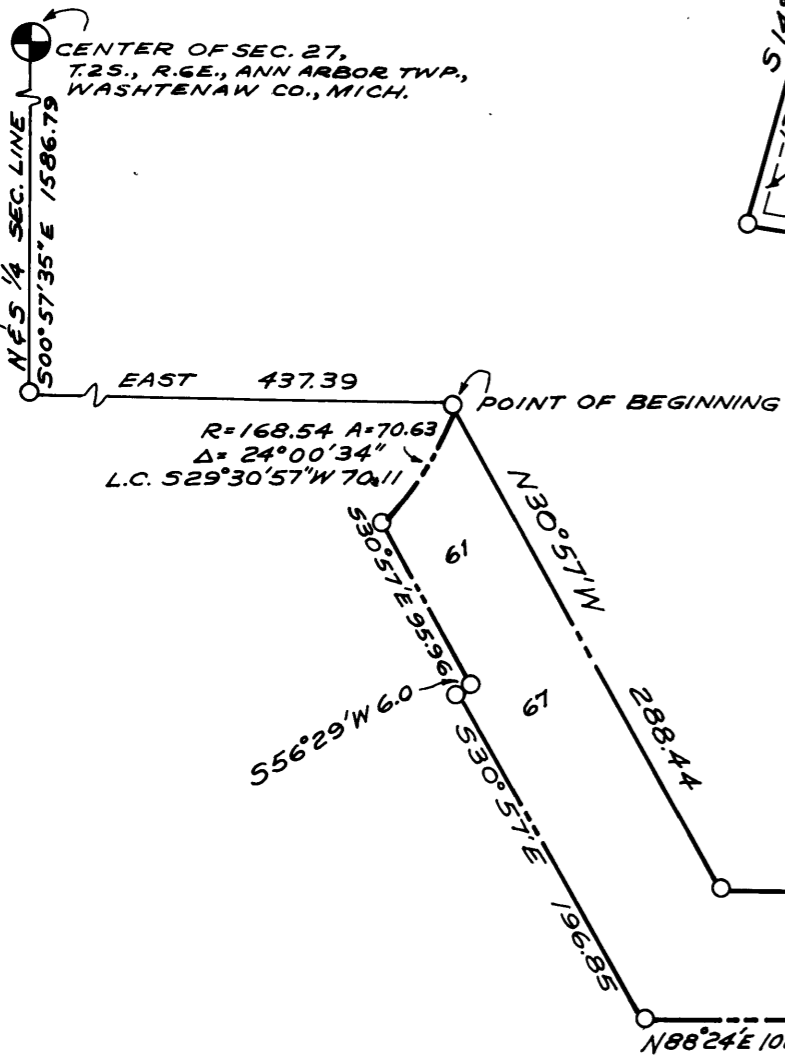 CENTER OF SEC. 27,
T.2S., R.6E., ANN ARBOR TWP.,
WASHTENAW CO., MICH.
N & S 1/4 SEC. LINE
S00°57'35"E 1586.79
EAST 437.39
POINT OF BEGINNING
R=168.54 A=70.63
Δ= 24°00'34"
L.C. S29°30'57"W 70.11
S30°57'E 95.96
61
N30°57'W
288.44
S56°29'W 6.0
67
S30°57'E
196.85
N88°24'E
S14°